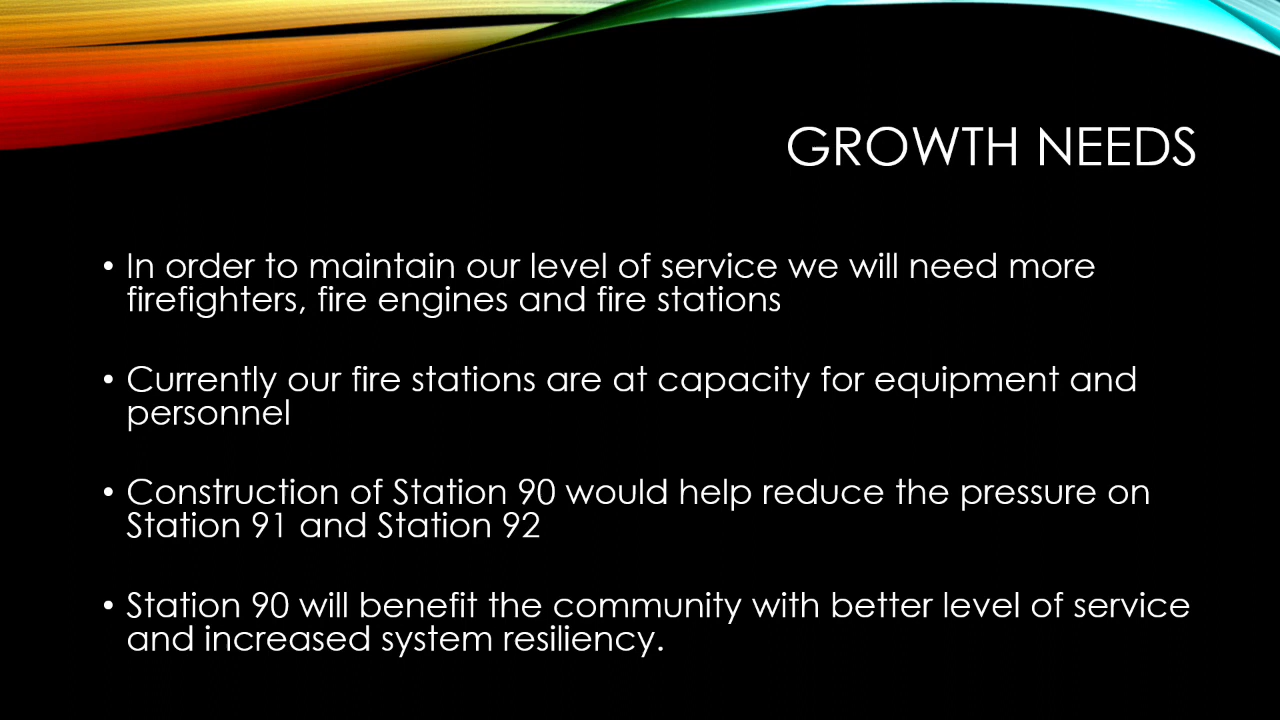 GROWTH NEEDS
• In order to maintain our level of service we will need more
firefighters, fire engines and fire stations
• Currently our fire stations are at capacity for equipment and
personnel
• Construction of Station 90 would help reduce the pressure on
Station 91 and Station 92
• Station 90 will benefit the community with better level of service
and increased system resiliency.